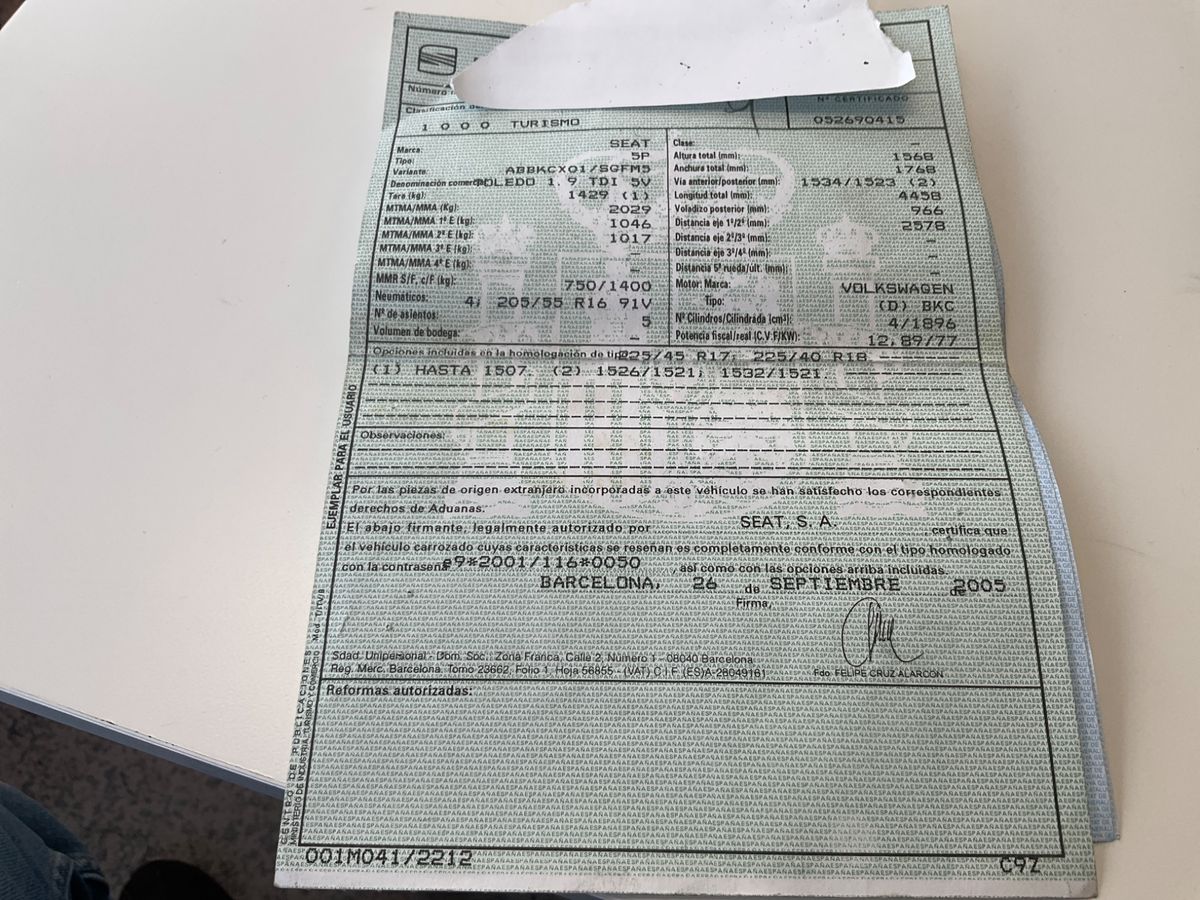 Número
Clasificación
Nº CERTIFICADO
1 0 0 0 TURISMO
052690415
Marca: SEAT
Tipo: 5P
Variante: ABBKCX01/SGFM5
Denominación comerc TOLEDO 1.9 TDI 5V
Tara (kg): 1429 (1)
MTMA/MMA (Kg): 2029
MTMA/MMA 1º E (kg): 1046
MTMA/MMA 2º E (kg): 1017
MTMA/MMA 3º E (kg): —
MTMA/MMA 4º E (kg): —
MMR S/F, c/F (kg): 750/1400
Neumáticos: 4; 205/55 R16 91V
Nº de asientos: 5
Volumen de bodega: —
Clase: —
Altura total (mm): 1568
Anchura total (mm): 1768
Vía anterior/posterior (mm): 1534/1523 (2)
Longitud total (mm): 4458
Voladizo posterior (mm): 966
Distancia eje 1º/2º (mm): 2578
Distancia eje 2º/3º (mm): —
Distancia eje 3º/4º (mm): —
Distancia 5ª rueda/ult. (mm): —
Motor: Marca: VOLKSWAGEN
Tipo: (D) BKC
Nº Cilindros/Cilindrada (cm³): 4/1896
Potencia fiscal/real (C.V.F/KW): 12,89/77
Opciones incluidas en la homologación de tip 225/45 R17; 225/40 R18
(1) HASTA 1507. (2) 1526/1521; 1532/1521.
Observaciones:
Por las piezas de origen extranjero incorporadas a este vehículo se han satisfecho los correspondientes
derechos de Aduanas.
El abajo firmante, legalmente autorizado por SEAT, S. A. certifica que
el vehículo carrozado cuyas características se reseñan es completamente conforme con el tipo homologado
con la contraseña e9*2001/116*0050 , así como con las opciones arriba incluidas.
BARCELONA, 26 de SEPTIEMBRE de 2005
Firma,
Sdad. Unipersonal - Dom. Soc.: Zona Franca, Calle 2, Número 1 - 08040 Barcelona
Reg. Merc. Barcelona, Tomo 23662, Folio 1, Hoja 56855 - (VAT) C.I.F. (ES)A-28049161
Fdo. FELIPE CRUZ ALARCON
Reformas autorizadas:
001M041/2212
C9Z
EJEMPLAR PARA EL USUARIO
MINISTERIO DE INDUSTRIA, TURISMO Y COMERCIO